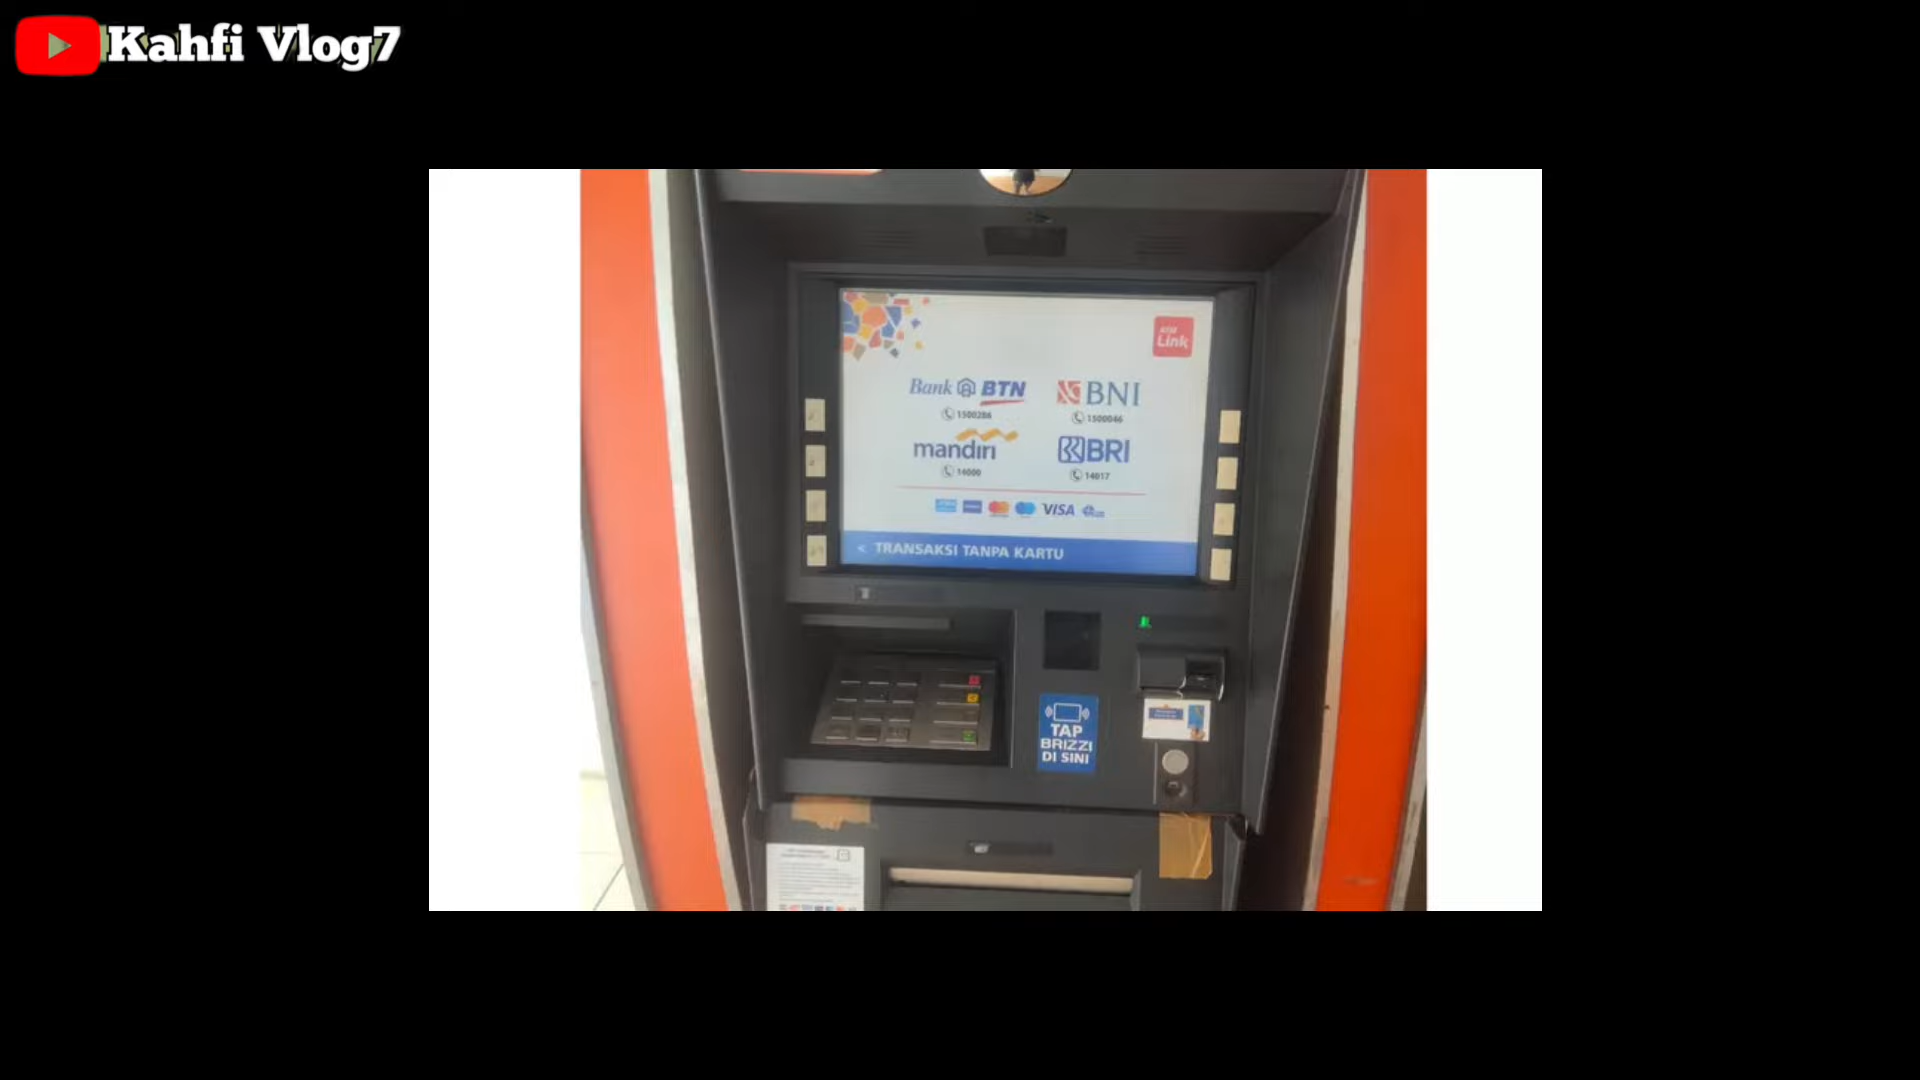 Kahfi Vlog7
ATM
Link
Bank BTN
1500286
BNI
1500046
mandiri
14000
BRI
14017
VISA
< TRANSAKSI TANPA KARTU
TAP
BRIZZI
DI SINI